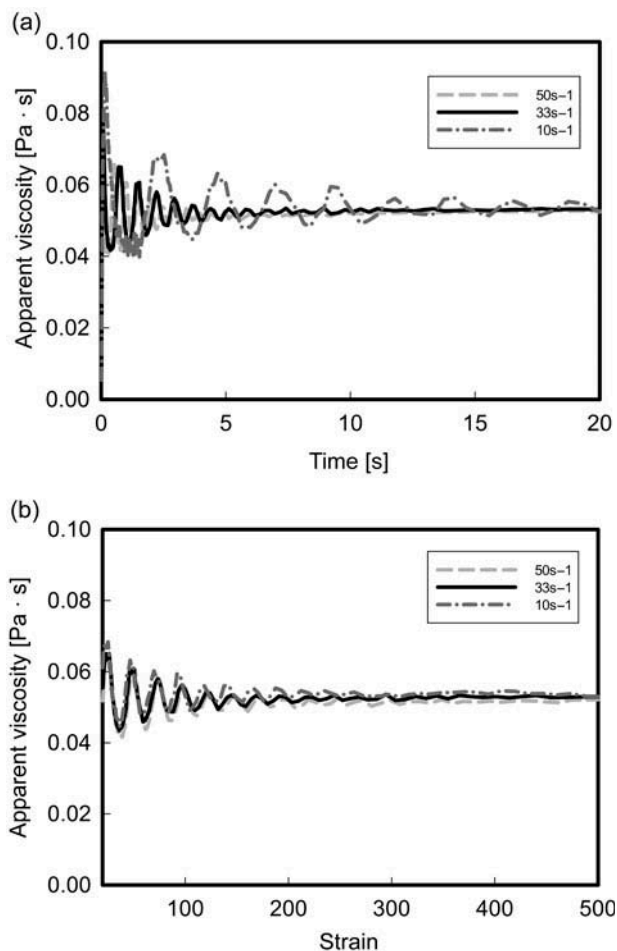 (a)
0.10
0.08
0.06
0.04
0.02
0.00
Apparent viscosity [Pa · s]
50s−1
33s−1
10s−1
0 5 10 15 20
Time [s]
(b)
0.10
0.08
0.06
0.04
0.02
0.00
Apparent viscosity [Pa · s]
50s−1
33s−1
10s−1
100 200 300 400 500
Strain